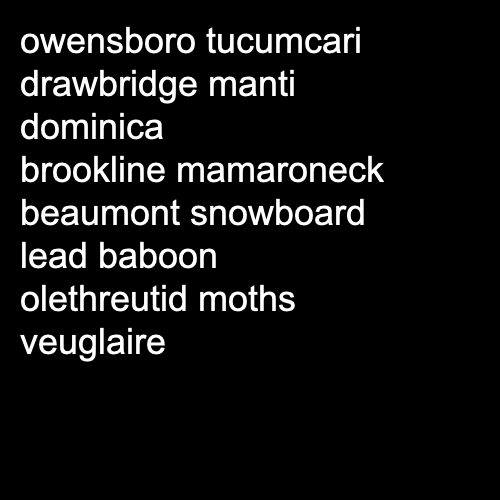 owensboro tucumcari
drawbridge manti
dominica
brookline mamaroneck
beaumont snowboard
lead baboon
olethreutid moths
veuglaire